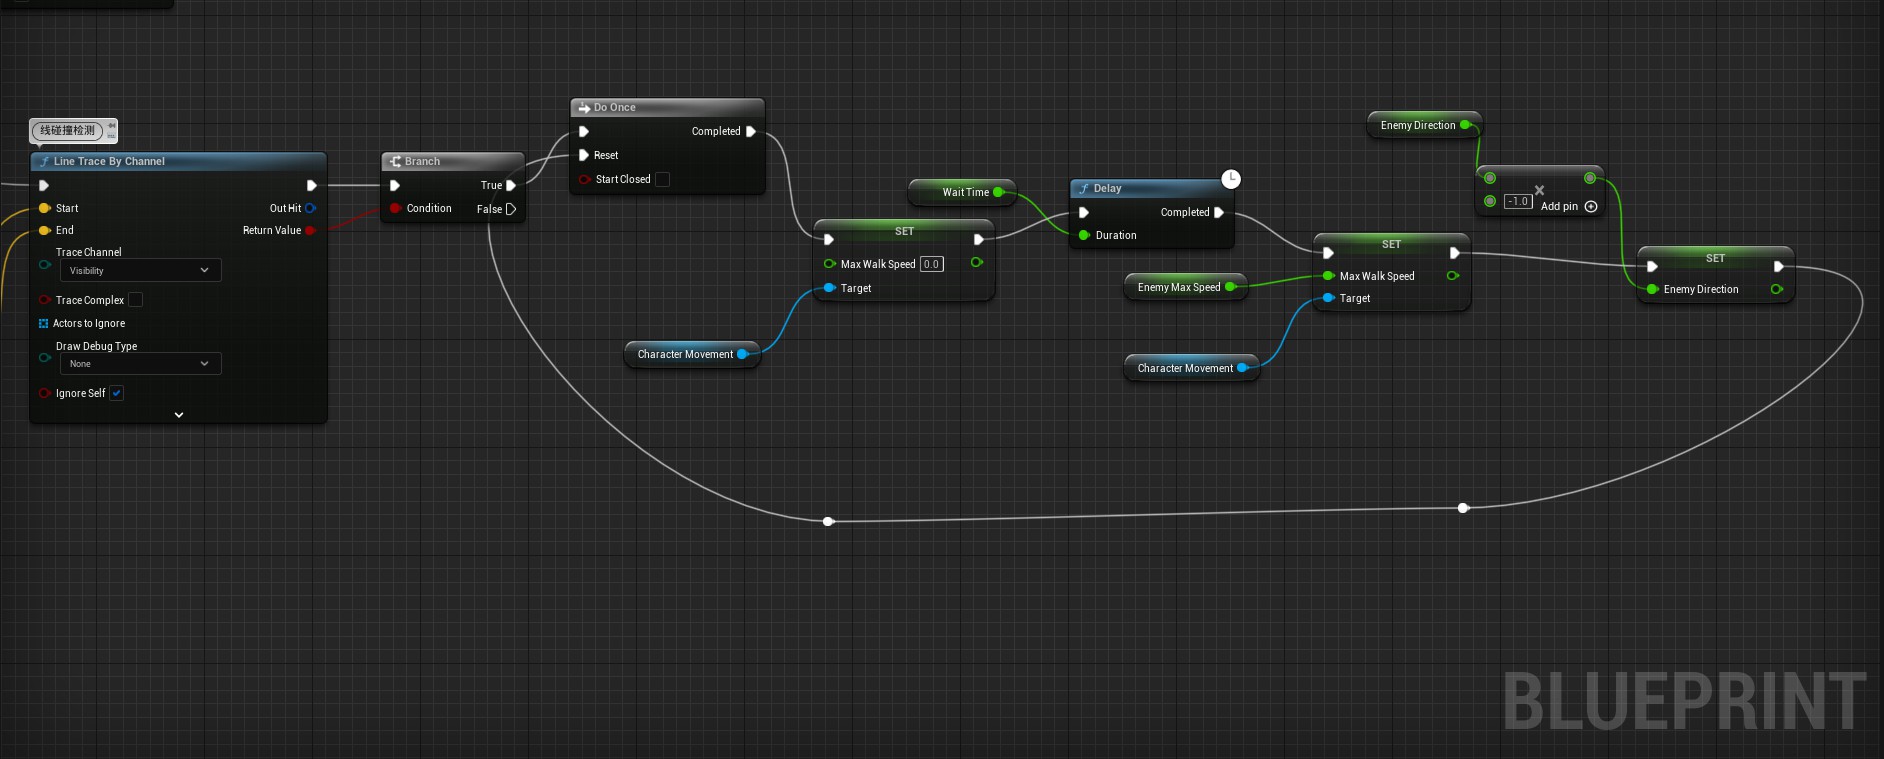 线碰撞检测
Line Trace By Channel
Start
Out Hit
End
Return Value
Trace Channel
Visibility
Trace Complex
Actors to Ignore
Draw Debug Type
None
Ignore Self
Branch
True
Condition
False
Do Once
Completed
Reset
Start Closed
SET
Max Walk Speed 0.0
Target
Character Movement
Wait Time
Delay
Completed
Duration
Enemy Max Speed
Character Movement
SET
Max Walk Speed
Target
Enemy Direction
-1.0
Add pin
SET
Enemy Direction
BLUEPRINT